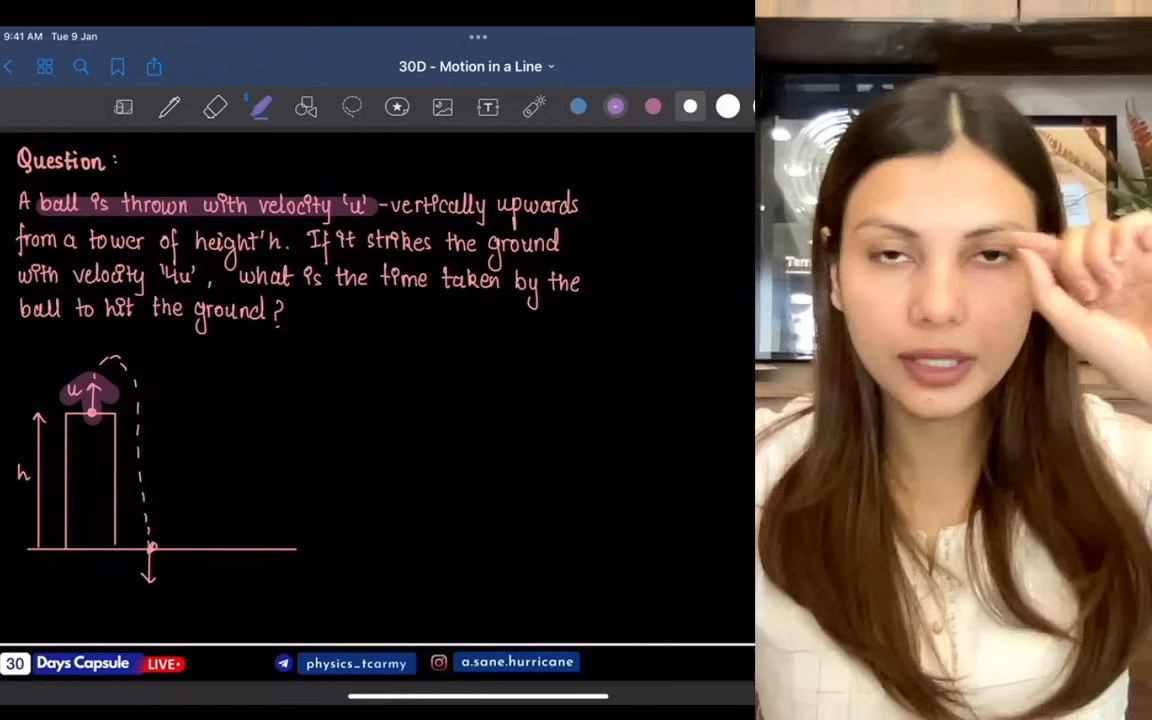 9:41 AM Tue 9 Jan
30D - Motion in a Line
Question:
A ball is thrown with velocity 'u' -vertically upwards
from a tower of height 'h. If it strikes the ground
with velocity '4u', what is the time taken by the
ball to hit the ground?
u
h
30 Days Capsule LIVE
physics_tcarmy
a.sane.hurricane